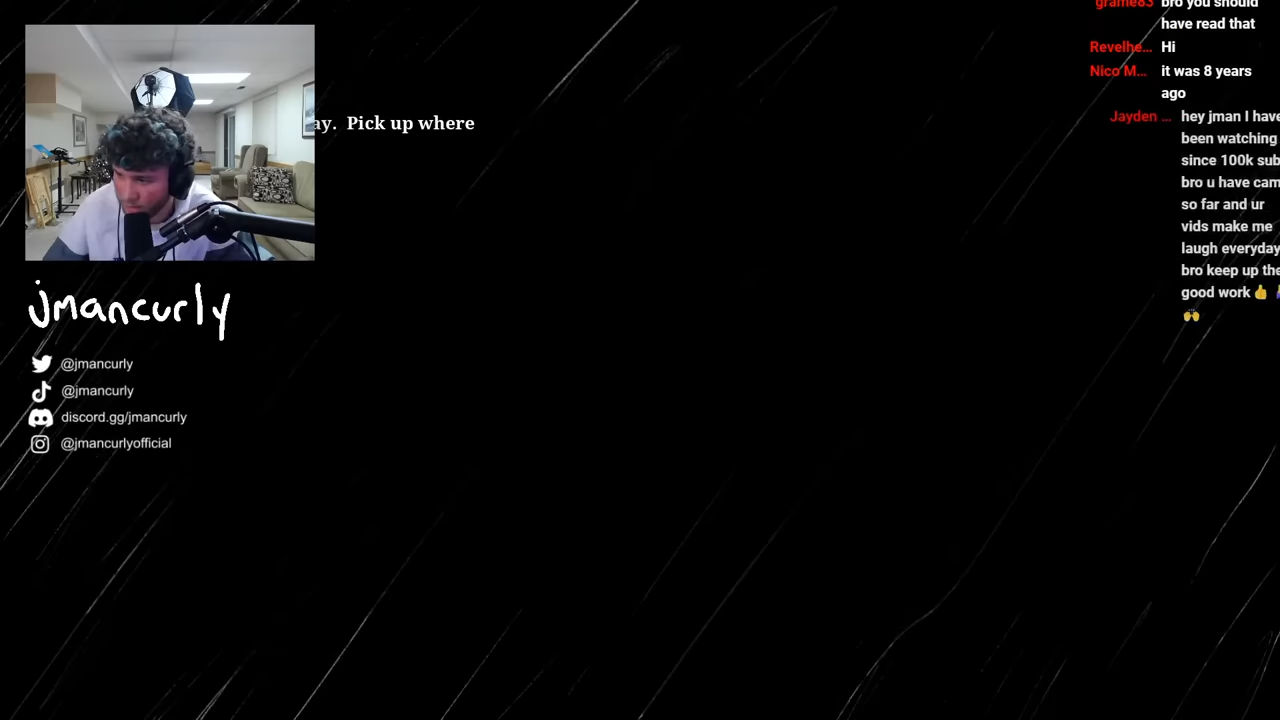 bro you should
have read that
Revelhe... Hi
Nico M... it was 8 years
ago
ay.  Pick up where
Jayden ... hey jman I have
been watching
since 100k sub
bro u have cam
so far and ur
vids make me
laugh everyday
bro keep up the
good work👍
🙌
jmancurly
@jmancurly
@jmancurly
discord.gg/jmancurly
@jmancurlyofficial